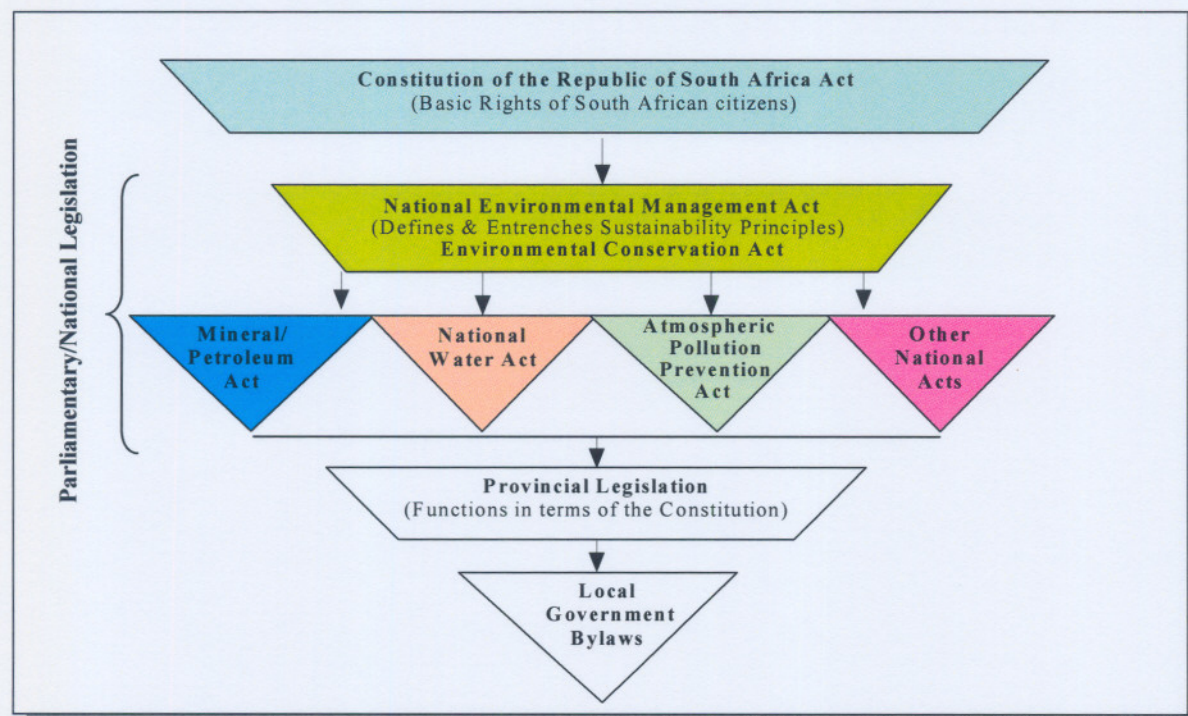 Constitution of the Republic of South Africa Act
(Basic Rights of South African citizens)
Parliamentary/National Legislation
National Environmental Management Act
(Defines & Entrenches Sustainability Principles)
Environmental Conservation Act
Mineral/
Petroleum
Act
National
Water Act
Atmospheric
Pollution
Prevention
Act
Other
National
Acts
Provincial Legislation
(Functions in terms of the Constitution)
Local
Government
Bylaws